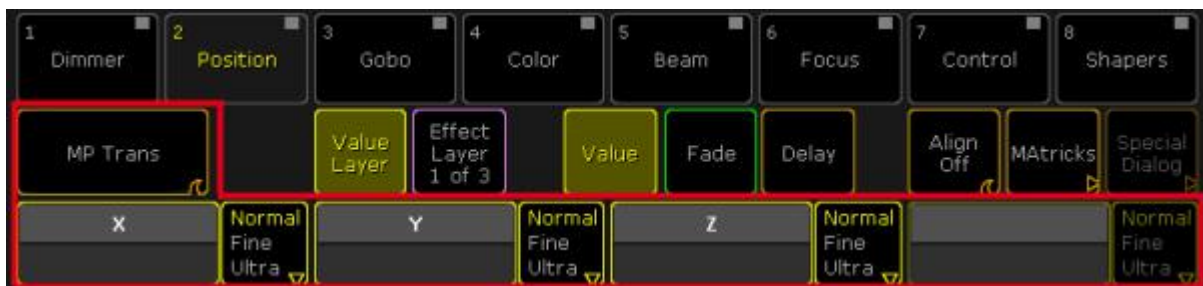 1 Dimmer
2 Position
3 Gobo
4 Color
5 Beam
6 Focus
7 Control
8 Shapers
MP Trans
Value
Layer
Effect
Layer
1 of 3
Value
Fade
Delay
Align
Off
MAtricks
Special
Dialog
X
Normal
Fine
Ultra
Y
Normal
Fine
Ultra
Z
Normal
Fine
Ultra
Normal
Fine
Ultra